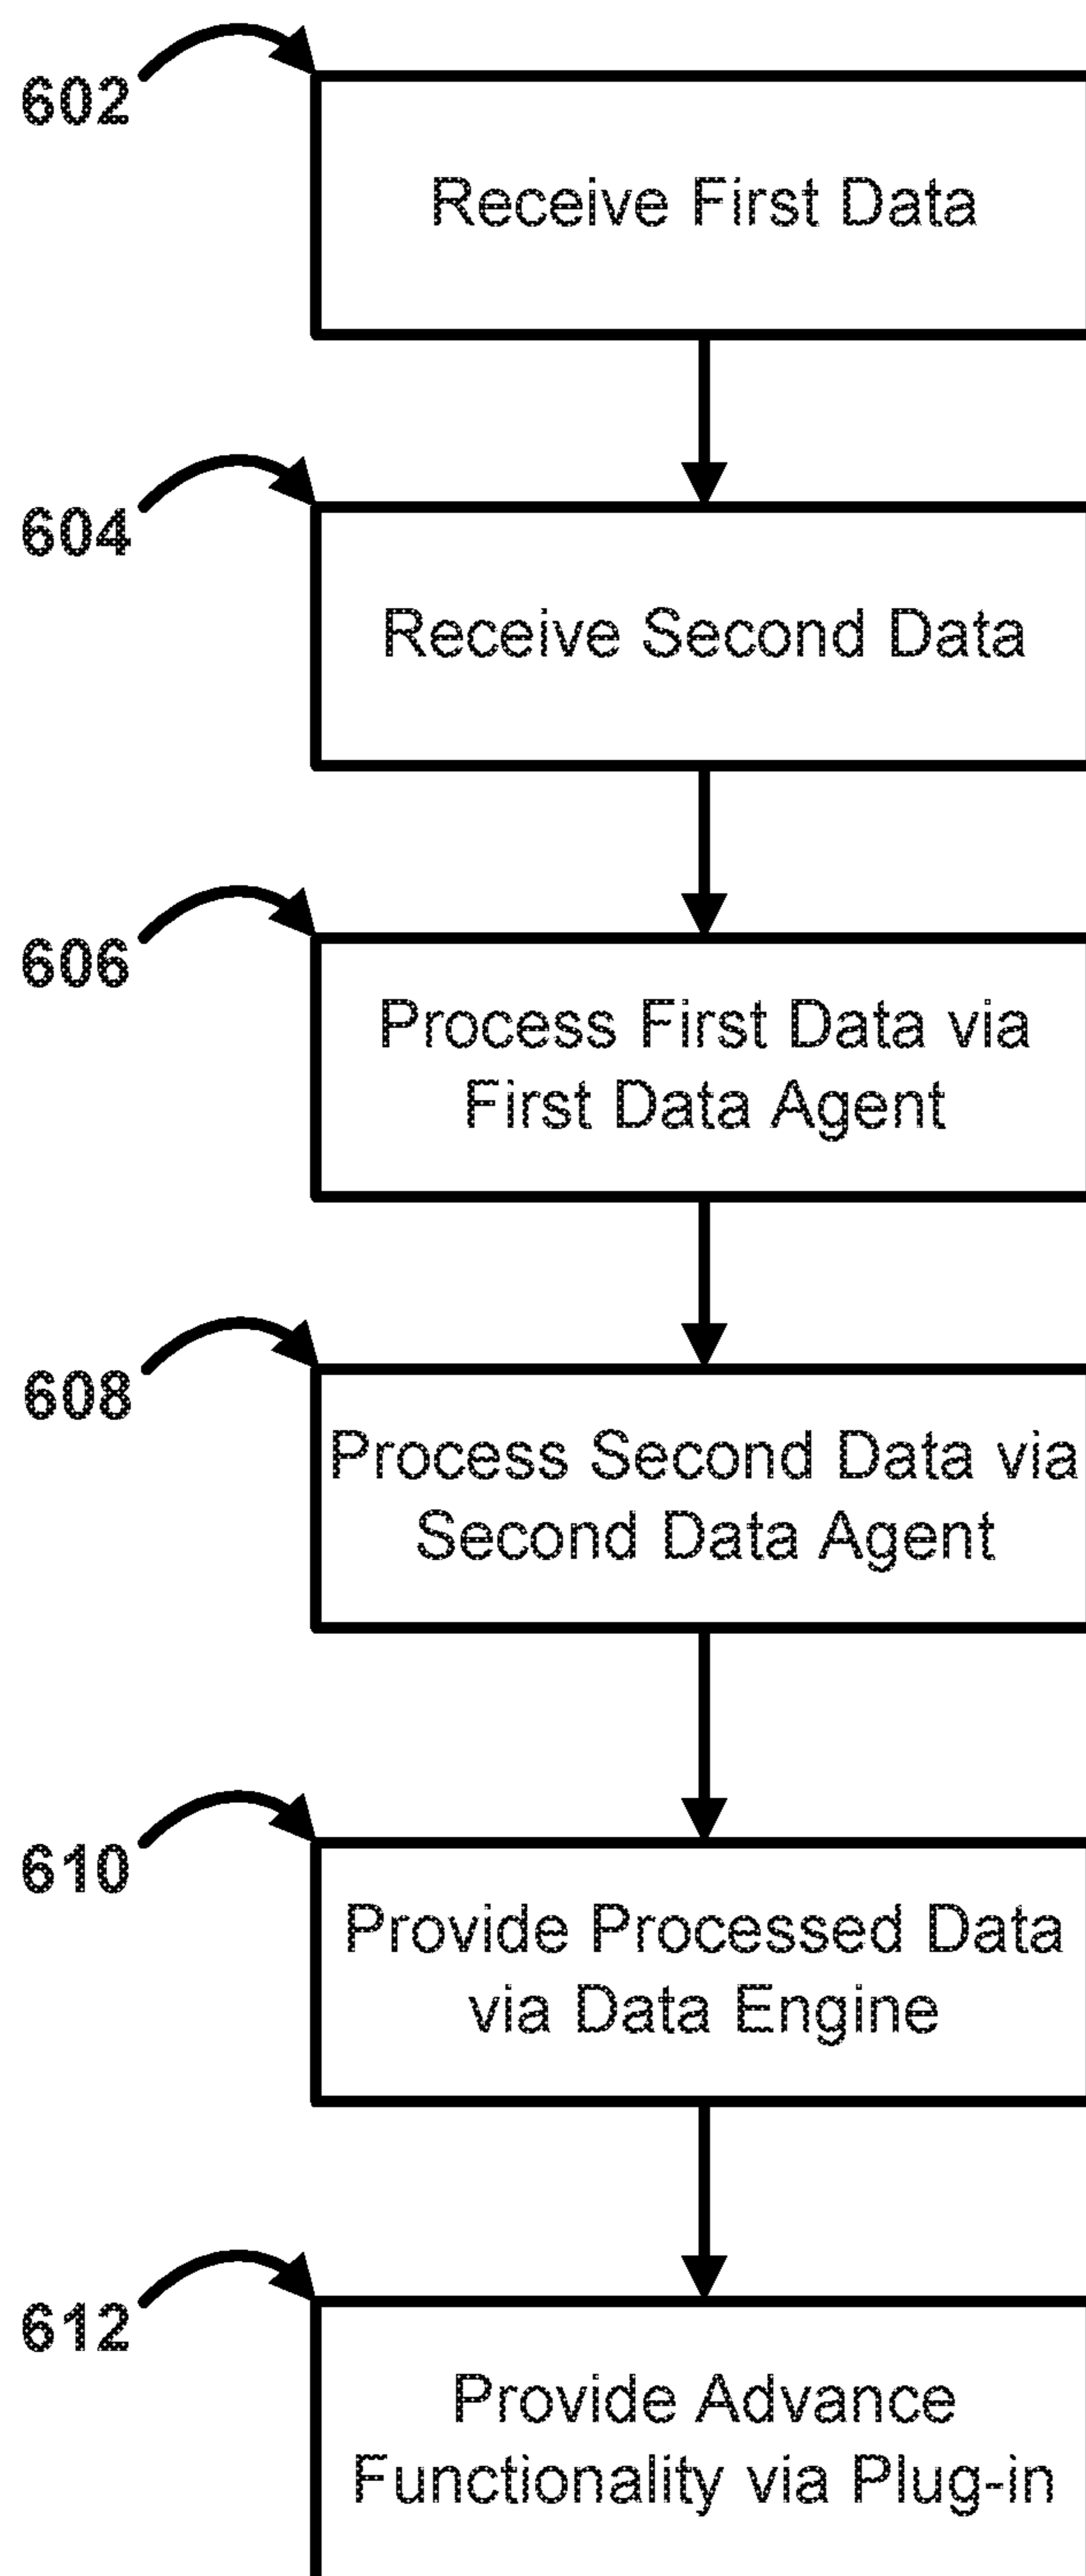 602
Receive First Data
604
Receive Second Data
606
Process First Data via
First Data Agent
608
Process Second Data via
Second Data Agent
610
Provide Processed Data
via Data Engine
612
Provide Advance
Functionality via Plug-in